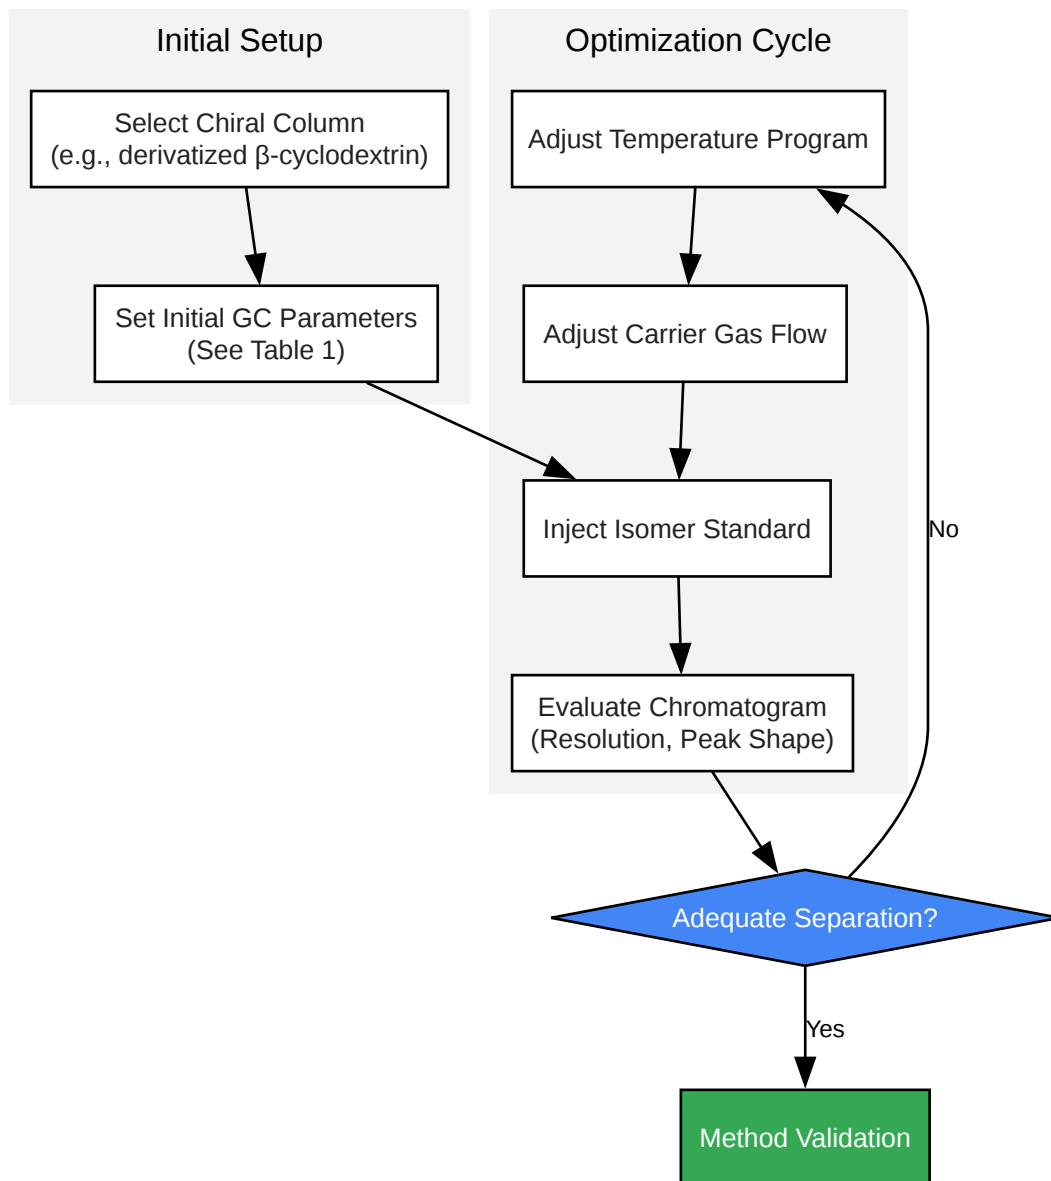 Initial Setup
Select Chiral Column
(e.g., derivatized β-cyclodextrin)
Set Initial GC Parameters
(See Table 1)
Optimization Cycle
Adjust Temperature Program
Adjust Carrier Gas Flow
Inject Isomer Standard
Evaluate Chromatogram
(Resolution, Peak Shape)
No
Adequate Separation?
Yes
Method Validation